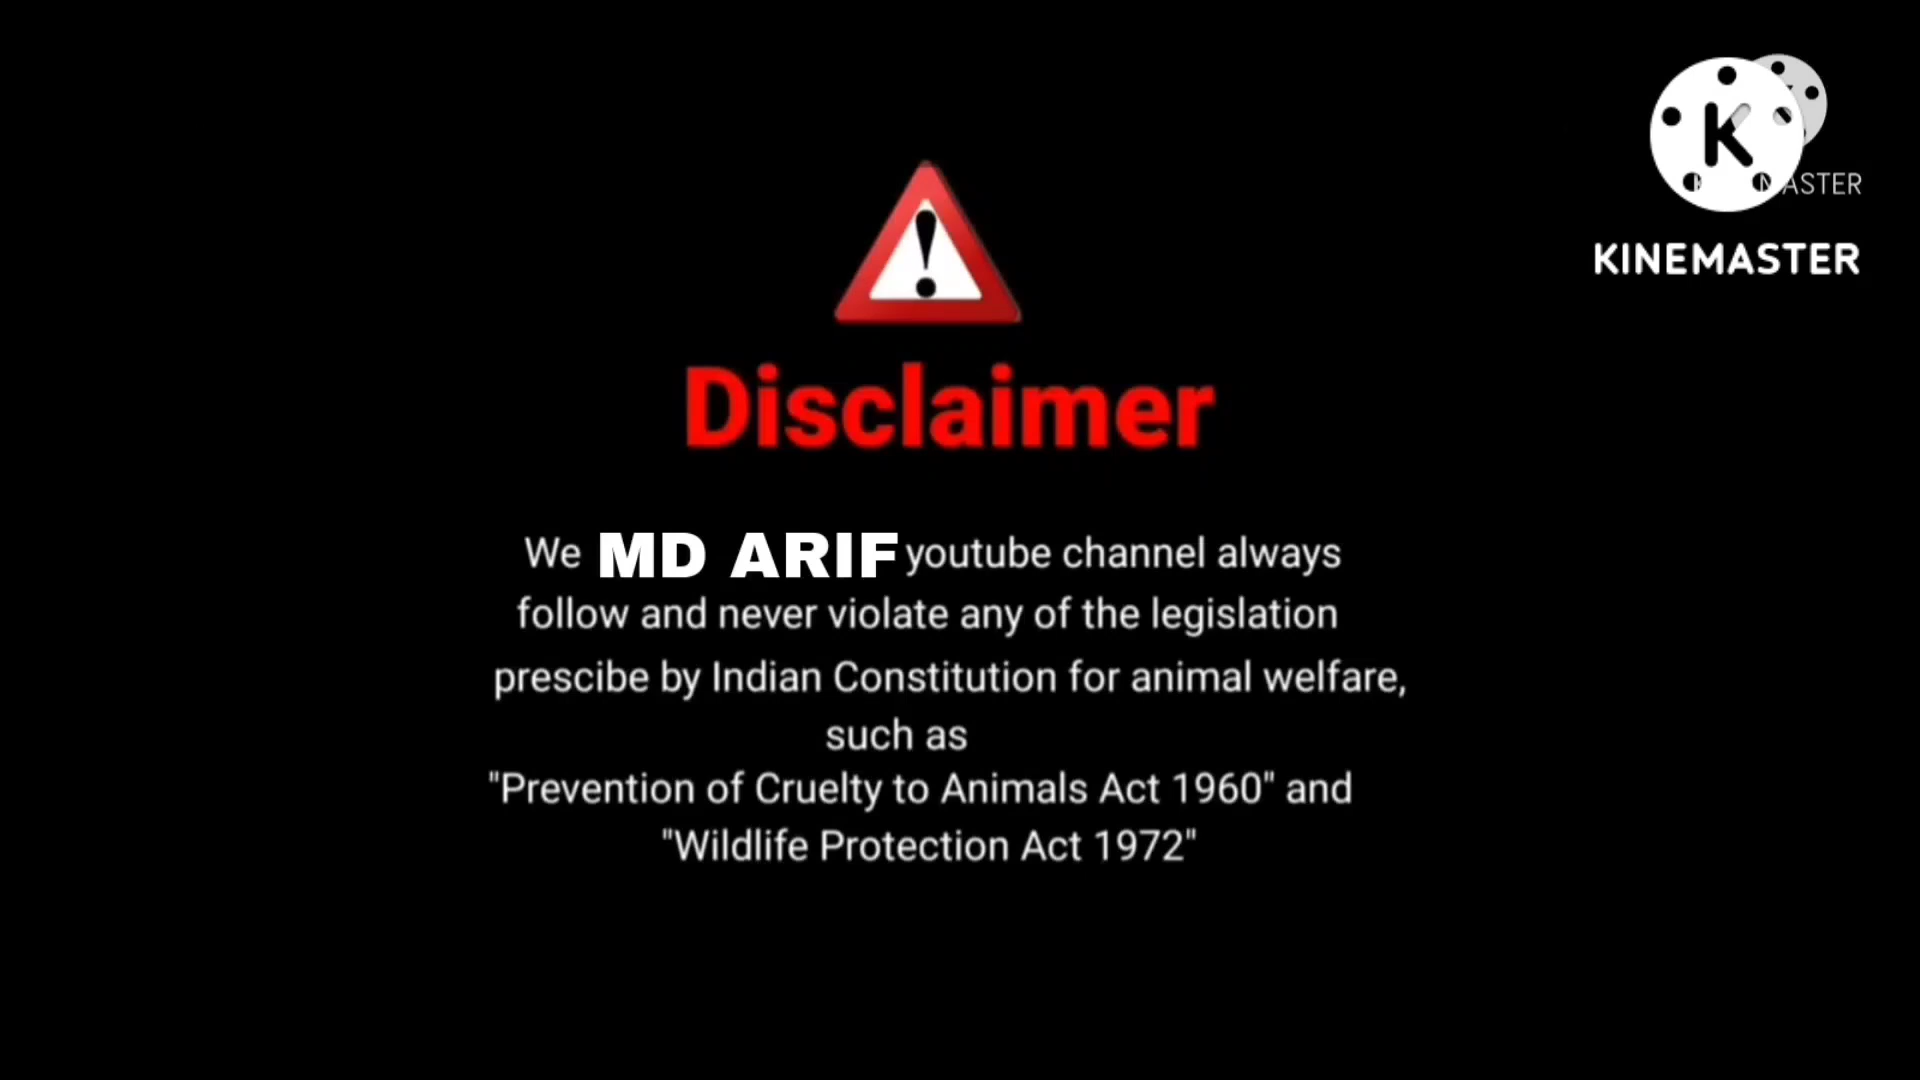 K
MASTER
KINEMASTER
Disclaimer
We MD ARIF youtube channel always
follow and never violate any of the legislation
prescibe by Indian Constitution for animal welfare,
such as
"Prevention of Cruelty to Animals Act 1960" and
"Wildlife Protection Act 1972"